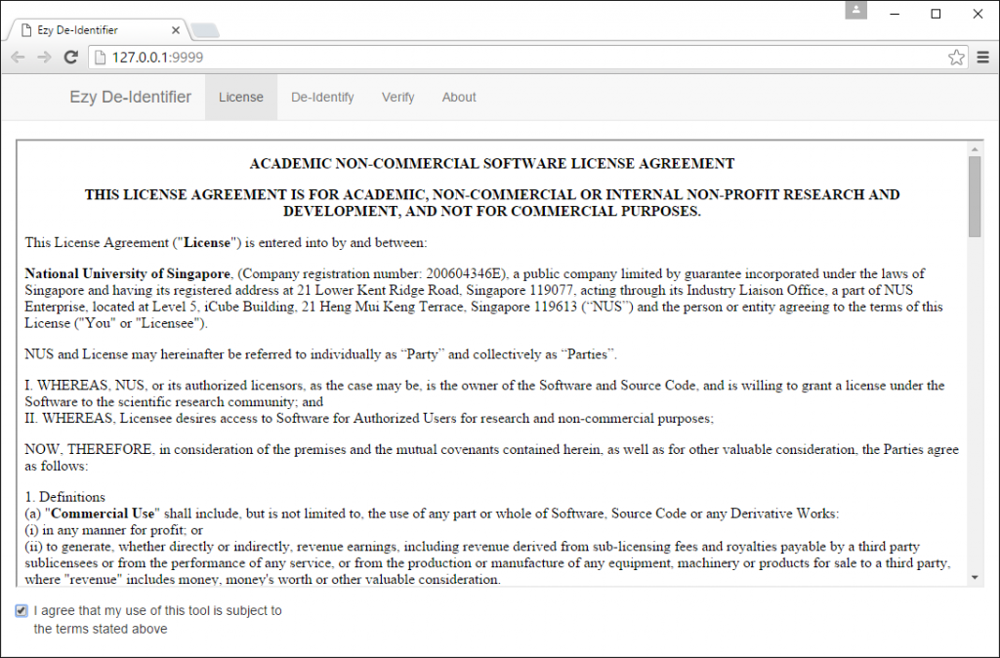 Ezy De-Identifier
127.0.0.1:9999
Ezy De-Identifier License De-Identify Verify About
ACADEMIC NON-COMMERCIAL SOFTWARE LICENSE AGREEMENT
THIS LICENSE AGREEMENT IS FOR ACADEMIC, NON-COMMERCIAL OR INTERNAL NON-PROFIT RESEARCH AND
DEVELOPMENT, AND NOT FOR COMMERCIAL PURPOSES.
This License Agreement ("License") is entered into by and between:
National University of Singapore, (Company registration number: 200604346E), a public company limited by guarantee incorporated under the laws of
Singapore and having its registered address at 21 Lower Kent Ridge Road, Singapore 119077, acting through its Industry Liaison Office, a part of NUS
Enterprise, located at Level 5, iCube Building, 21 Heng Mui Keng Terrace, Singapore 119613 (“NUS”) and the person or entity agreeing to the terms of this
License ("You" or "Licensee").
NUS and License may hereinafter be referred to individually as “Party” and collectively as “Parties”.
I. WHEREAS, NUS, or its authorized licensors, as the case may be, is the owner of the Software and Source Code, and is willing to grant a license under the
Software to the scientific research community; and
II. WHEREAS, Licensee desires access to Software for Authorized Users for research and non-commercial purposes;
NOW, THEREFORE, in consideration of the premises and the mutual covenants contained herein, as well as for other valuable consideration, the Parties agree
as follows:
1. Definitions
(a) "Commercial Use" shall include, but is not limited to, the use of any part or whole of Software, Source Code or any Derivative Works:
(i) in any manner for profit; or
(ii) to generate, whether directly or indirectly, revenue earnings, including revenue derived from sub-licensing fees and royalties payable by a third party
sublicensees or from the performance of any service, or from the production or manufacture of any equipment, machinery or products for sale to a third party,
where "revenue" includes money, money's worth or other valuable consideration.
I agree that my use of this tool is subject to
the terms stated above